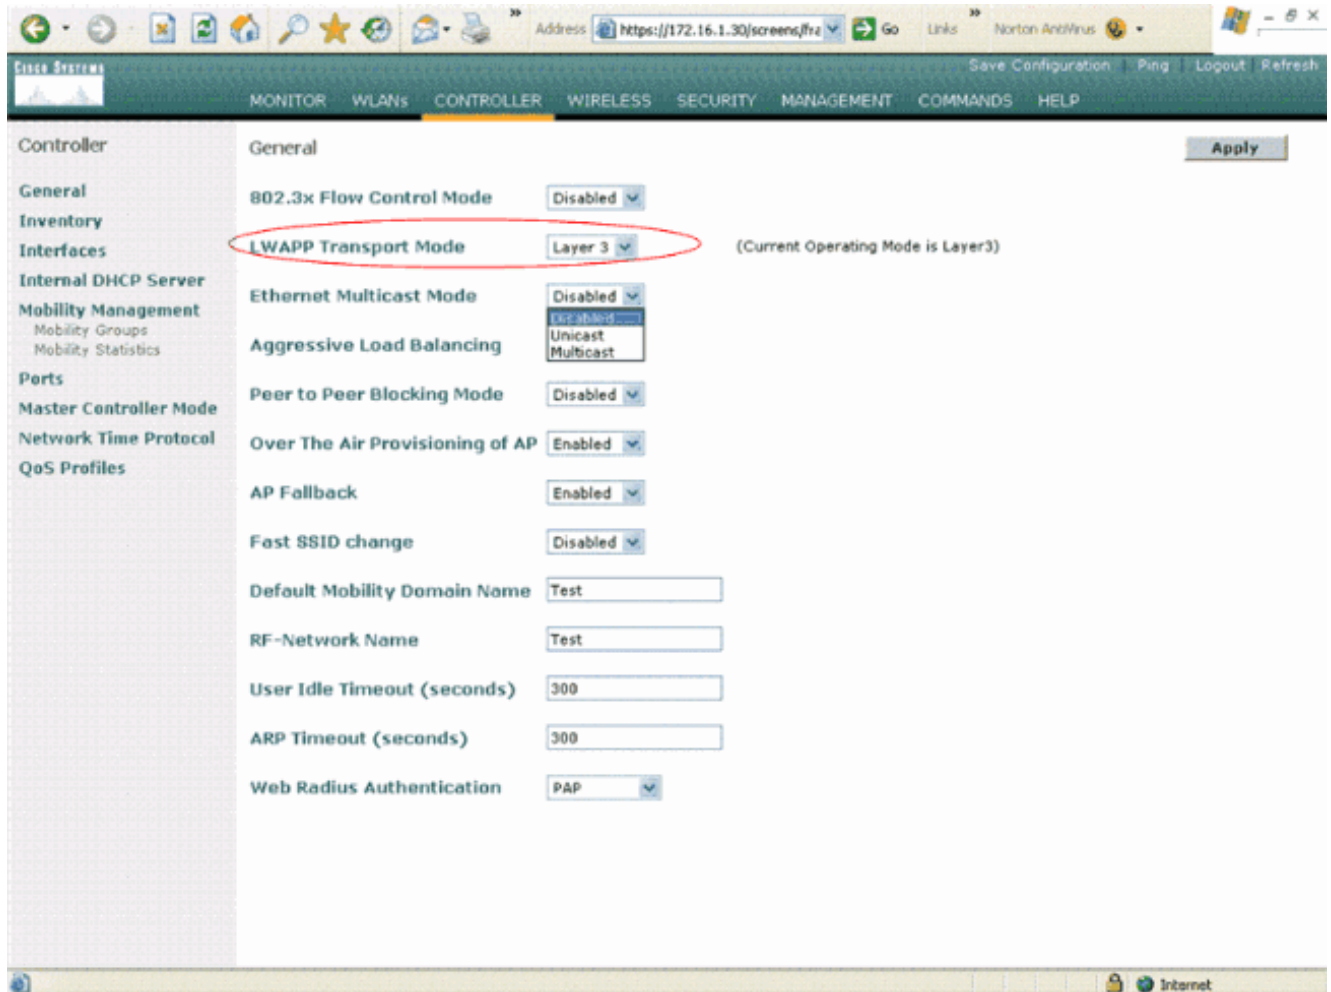 Address https://172.16.1.30/screens/fra Go Links Norton AntiVirus
CISCO SYSTEMS
Save Configuration Ping Logout Refresh
MONITOR WLANs CONTROLLER WIRELESS SECURITY MANAGEMENT COMMANDS HELP
Controller
General
Inventory
Interfaces
Internal DHCP Server
Mobility Management
Mobility Groups
Mobility Statistics
Ports
Master Controller Mode
Network Time Protocol
QoS Profiles
General
Apply
802.3x Flow Control Mode Disabled
LWAPP Transport Mode Layer 3 (Current Operating Mode is Layer3)
Ethernet Multicast Mode Disabled
Disabled
Unicast
Aggressive Load Balancing
Multicast
Peer to Peer Blocking Mode Disabled
Over The Air Provisioning of AP Enabled
AP Fallback Enabled
Fast SSID change Disabled
Default Mobility Domain Name Test
RF-Network Name Test
User Idle Timeout (seconds) 300
ARP Timeout (seconds) 300
Web Radius Authentication PAP
Internet